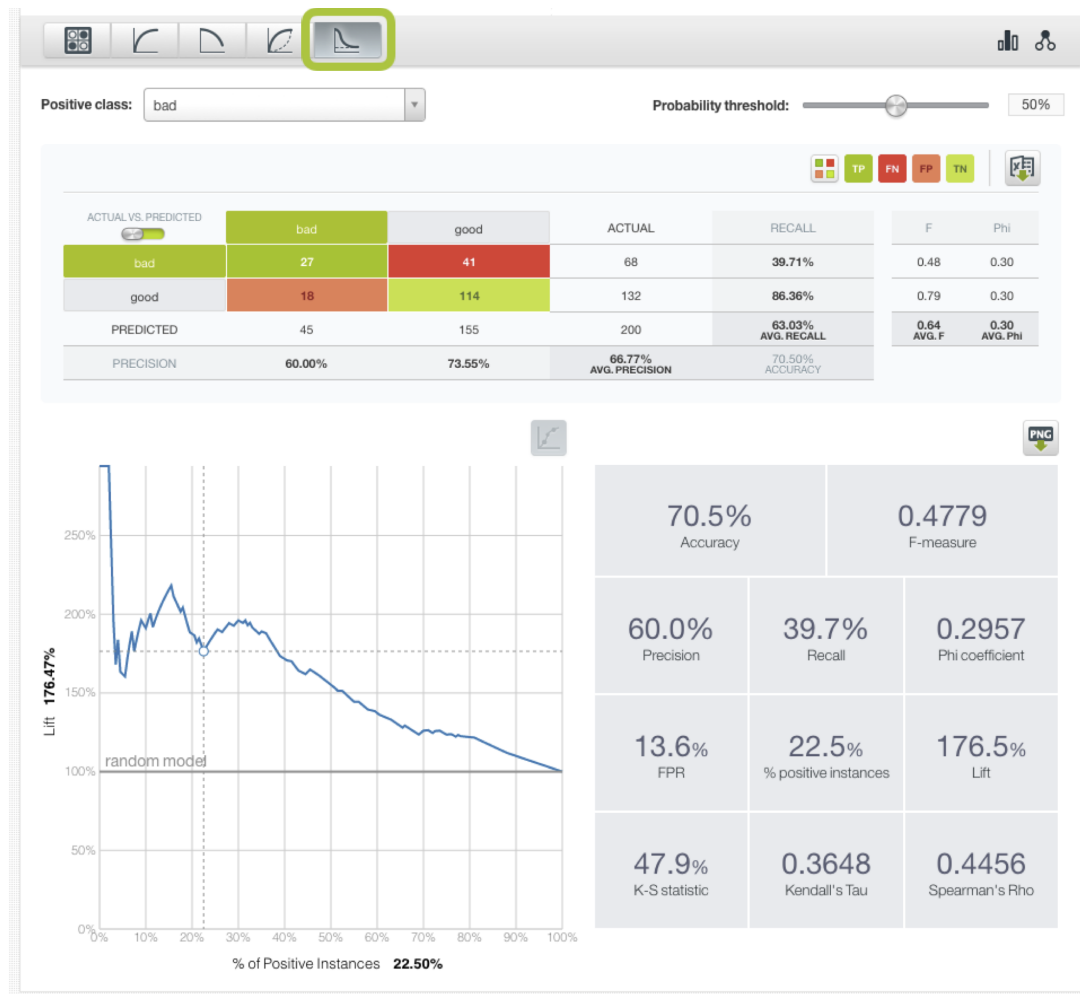 Positive class: bad Probability threshold: 50%
TP FN FP TN
ACTUAL VS. PREDICTED bad good ACTUAL RECALL F Phi
bad 27 41 68 39.71% 0.48 0.30
good 18 114 132 86.36% 0.79 0.30
PREDICTED 45 155 200 63.03% 0.64 0.30
AVG. RECALL AVG. F AVG. Phi
PRECISION 60.00% 73.55% 66.77% 70.50%
AVG. PRECISION ACCURACY
PNG
250%
200%
150%
100%
50%
0%
Lift 176.47%
random model
0% 10% 20% 30% 40% 50% 60% 70% 80% 90% 100%
% of Positive Instances 22.50%
70.5% 0.4779
Accuracy F-measure
60.0% 39.7% 0.2957
Precision Recall Phi coefficient
13.6% 22.5% 176.5%
FPR % positive instances Lift
47.9% 0.3648 0.4456
K-S statistic Kendall's Tau Spearman's Rho